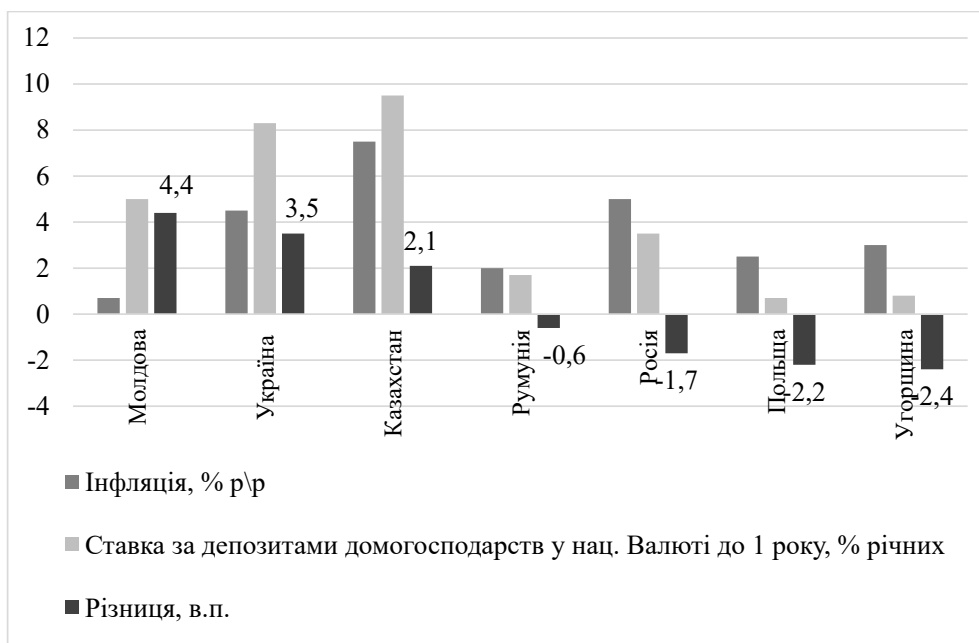 12
10
8
6
4
2
0
-2
-4
4,4
3,5
2,1
-0,6
-1,7
-2,2
-2,4
Молдова
Україна
Казахстан
Румунія
Росія
Польща
Угорщина
Інфляція, % р\р
Ставка за депозитами домогосподарств у нац. Валюті до 1 року, % річних
Різниця, в.п.